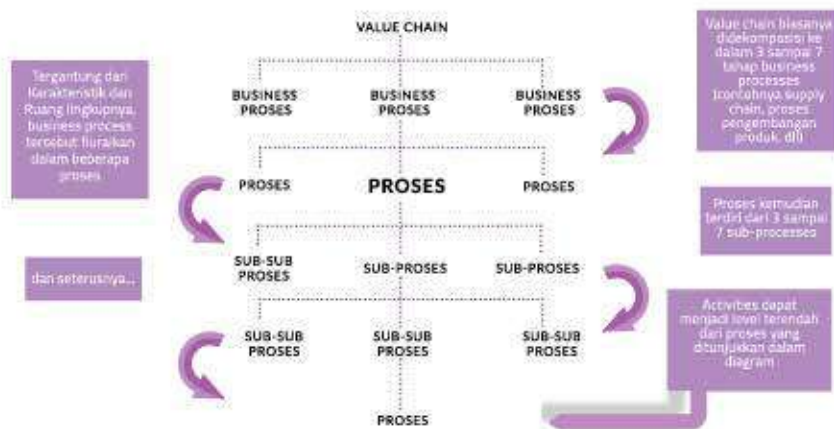 VALUE CHAIN
Value chain biasanya
didekomposisi ke
dalam 3 sampai 7
tahap business
processes
(contohnya supply
chain, proses
pengembangan
produk, dll)
Tergantung dari
Karakteristik dan
Ruang lingkupnya,
business process
tersebut
dalam beberapa
proses
BUSINESS
PROSES
BUSINESS
PROSES
BUSINESS
PROSES
PROSES
PROSES
PROSES
Proses kemudian
terdiri dari 3 sampai
7 sub-processes
SUB-SUB
PROSES
SUB-PROSES
SUB-PROSES
dan seterusnya...
Activities dapat
menjadi level terendah
dari proses yang
ditunjukkan dalam
diagram
SUB-SUB
PROSES
SUB-SUB
PROSES
SUB-SUB
PROSES
PROSES